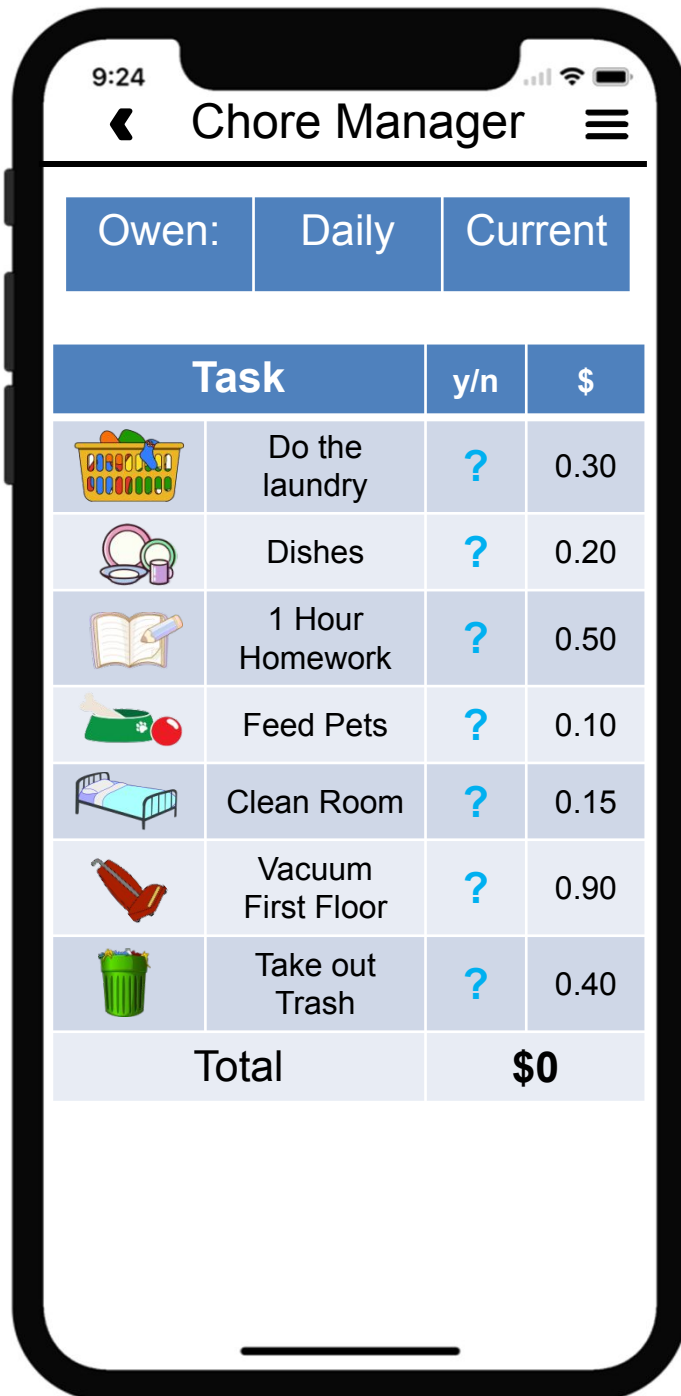 9:24
Chore Manager
Owen: Daily Current
Task y/n $
Do the
laundry ? 0.30
Dishes ? 0.20
1 Hour
Homework ? 0.50
Feed Pets ? 0.10
Clean Room ? 0.15
Vacuum
First Floor ? 0.90
Take out
Trash ? 0.40
Total $0